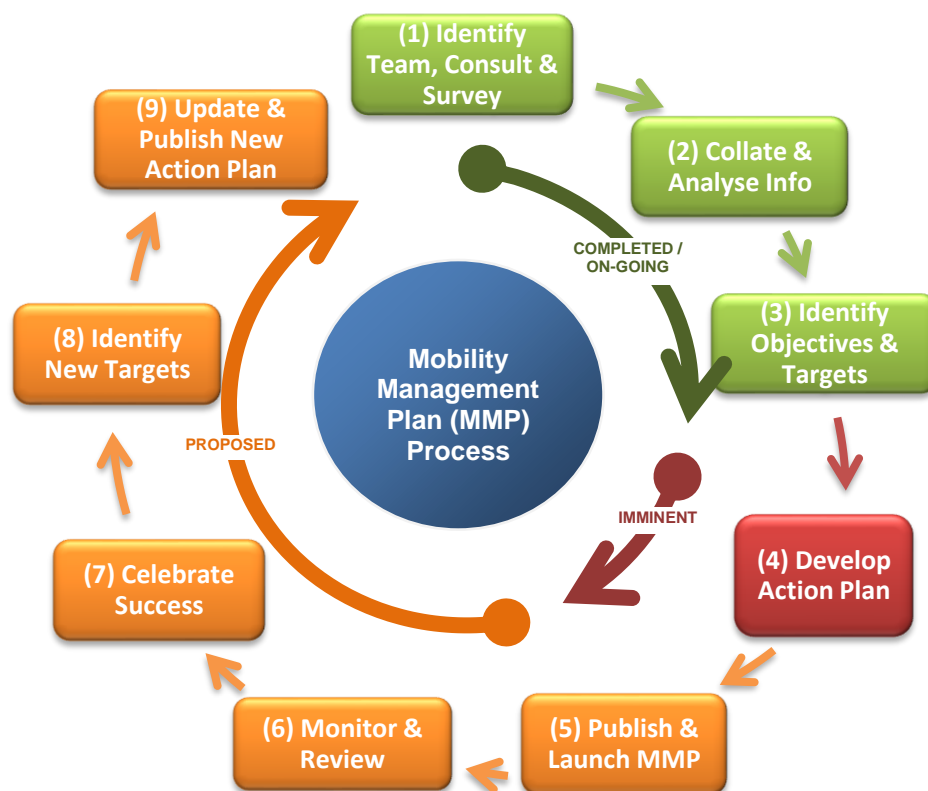 (1) Identify
Team, Consult &
Survey
(2) Collate &
Analyse Info
(3) Identify
Objectives &
Targets
(4) Develop
Action Plan
(5) Publish &
Launch MMP
(6) Monitor &
Review
(7) Celebrate
Success
(8) Identify
New Targets
(9) Update &
Publish New
Action Plan
COMPLETED /
ON-GOING
IMMINENT
PROPOSED
Mobility
Management
Plan (MMP)
Process